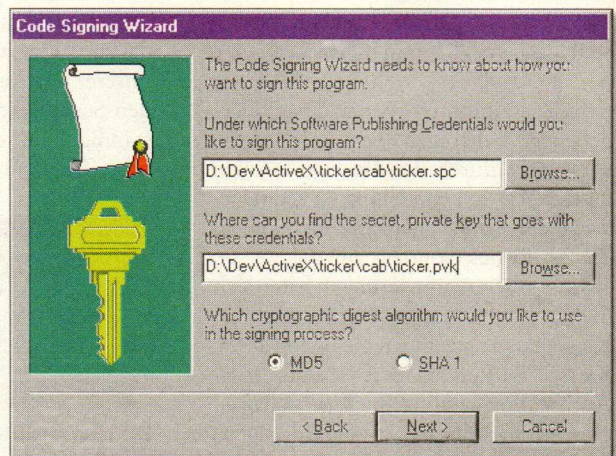 Code Signing Wizard
The Code Signing Wizard needs to know about how you
want to sign this program.
Under which Software Publishing Credentials would you
like to sign this program?
D:\Dev\ActiveX\ticker\cab\ticker.spc
Browse...
Where can you find the secret, private key that goes with
these credentials?
D:\Dev\ActiveX\ticker\cab\ticker.pvk
Browse...
Which cryptographic digest algorithm would you like to use
in the signing process?
MD5
SHA 1
< Back
Next >
Cancel